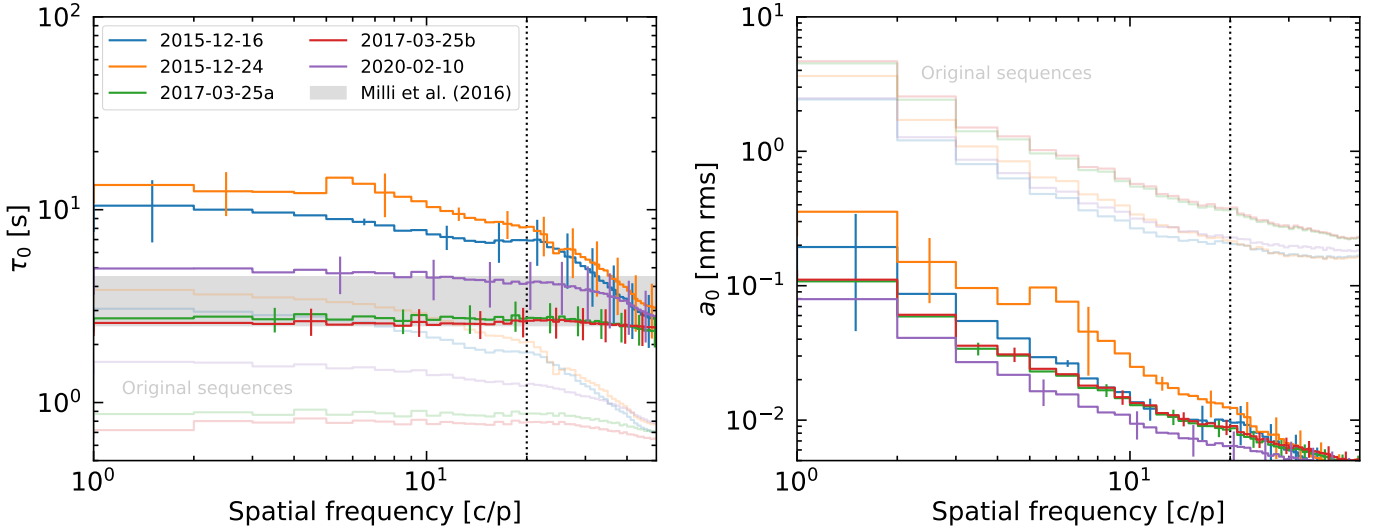 10²
10¹
10⁰
τ₀ [s]
2015-12-16
2015-12-24
2017-03-25a
2017-03-25b
2020-02-10
Milli et al. (2016)
Original sequences
10⁰
10¹
Spatial frequency [c/p]
10¹
10⁰
10⁻¹
10⁻²
a₀ [nm rms]
Original sequences
10⁰
10¹
Spatial frequency [c/p]